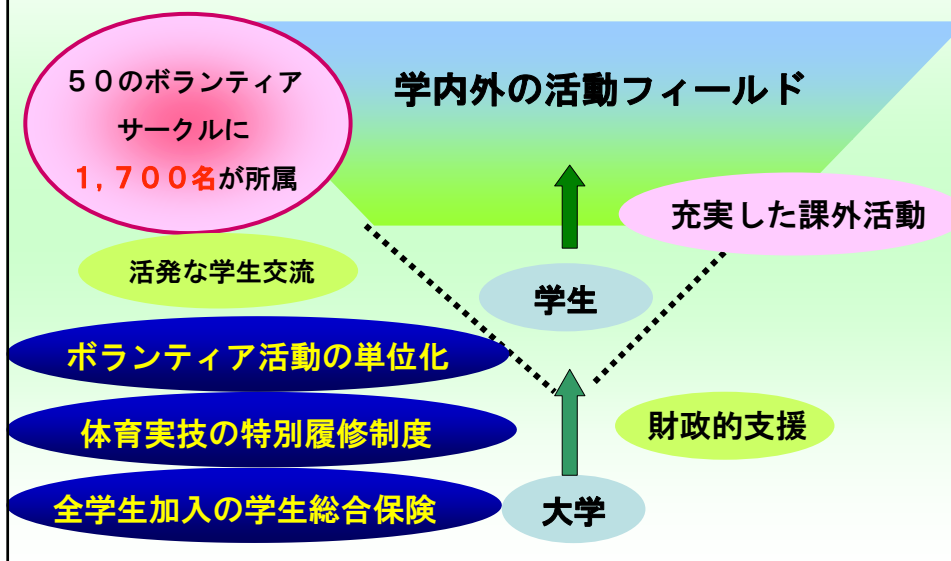 ５０のボランティア
サークルに
１，７００名が所属
学内外の活動フィールド
充実した課外活動
活発な学生交流
学生
ボランティア活動の単位化
体育実技の特別履修制度
財政的支援
全学生加入の学生総合保険
大学